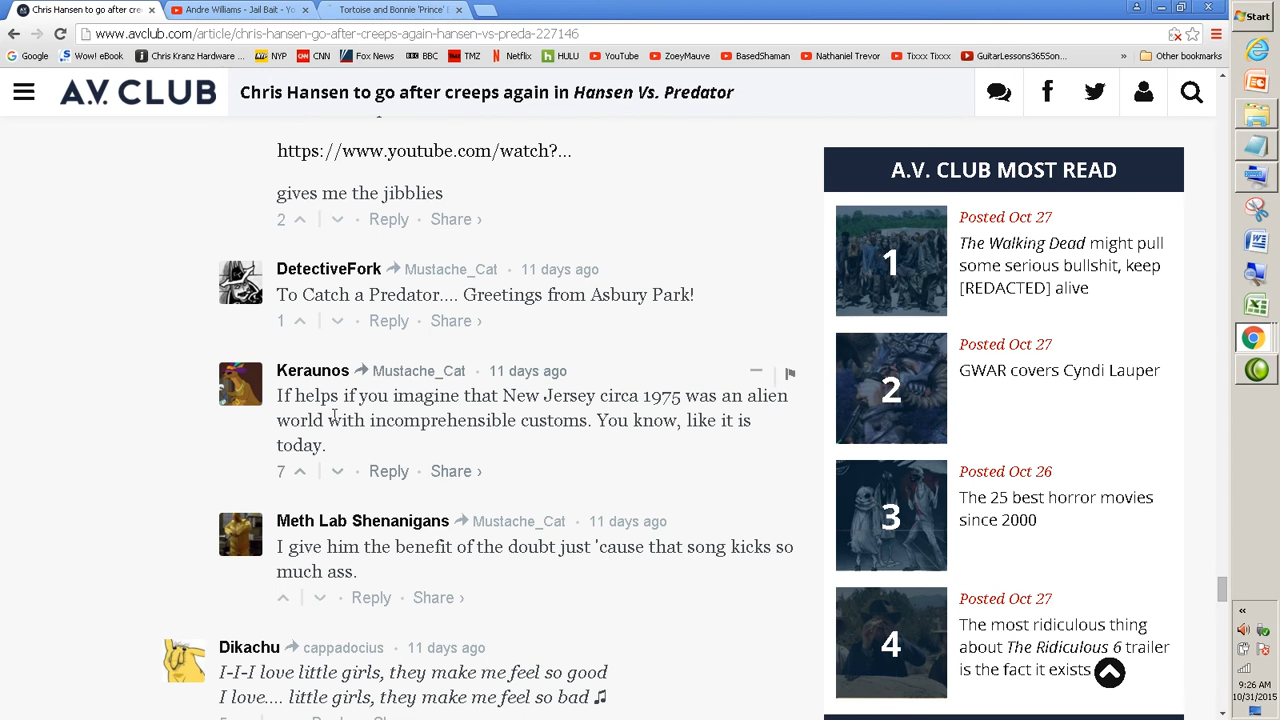 Chris Hansen to go after cree
Andre Williams - Jail Bait - Yo
Tortoise and Bonnie 'Prince' B
Start
www.avclub.com/article/chris-hansen-go-after-creeps-again-hansen-vs-preda-227146
Google Wow! eBook Chris Kranz Hardware NYP CNN Fox News BBC TMZ Netflix HULU YouTube ZoeyMauve BasedShaman Nathaniel Trevor Tixxx Tixxx GuitarLessons365Son... » Other bookmarks
A.V. CLUB
Chris Hansen to go after creeps again in Hansen Vs. Predator
https://www.youtube.com/watch?...
gives me the jibblies
2 Reply Share ›
DetectiveFork Mustache_Cat • 11 days ago
To Catch a Predator.... Greetings from Asbury Park!
1 Reply Share ›
Keraunos Mustache_Cat • 11 days ago
If helps if you imagine that New Jersey circa 1975 was an alien
world with incomprehensible customs. You know, like it is
today.
7 Reply Share ›
Meth Lab Shenanigans Mustache_Cat • 11 days ago
I give him the benefit of the doubt just 'cause that song kicks so
much ass.
Reply Share ›
Dikachu cappadocius • 11 days ago
I-I-I love little girls, they make me feel so good
I love.... little girls, they make me feel so bad ♫
A.V. CLUB MOST READ
1
Posted Oct 27
The Walking Dead might pull
some serious bullshit, keep
[REDACTED] alive
2
Posted Oct 27
GWAR covers Cyndi Lauper
3
Posted Oct 26
The 25 best horror movies
since 2000
4
Posted Oct 27
The most ridiculous thing
about The Ridiculous 6 trailer
is the fact it exists
9:26 AM
10/31/2015